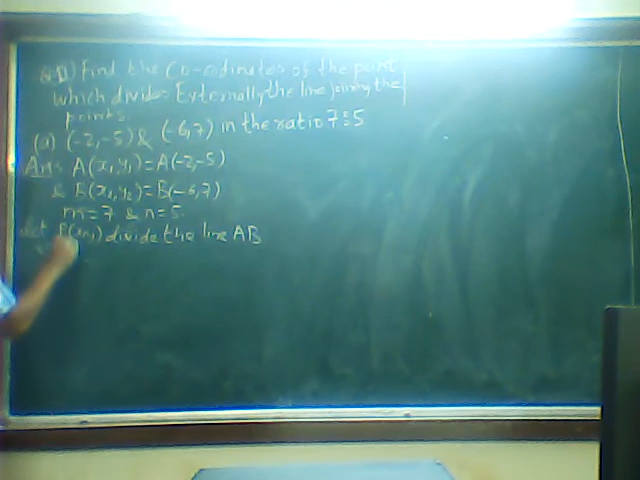 Q.1) Find the Co-ordinates of the point
which divides Externally the line joining the
points.
(a) (-2,-5) & (-6,7) in the ratio 7:5
Ans: A(x₁,y₁)=A(-2,-5)
& B(x₂,y₂)=B(-6,7)
m=7 & n=5
Let divide the line AB